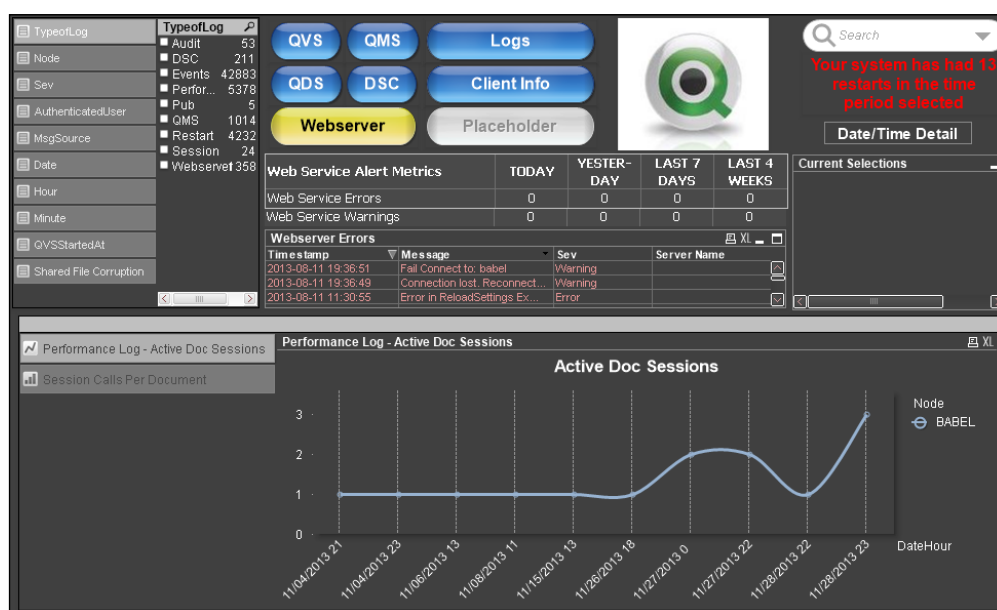 TypeofLog
Node
Sev
AuthenticatedUser
MsgSource
Date
Hour
Minute
QVSStartedAt
Shared File Corruption
TypeofLog
Audit 53
DSC 211
Events 42883
Perfor... 5378
Pub 5
QMS 1014
Restart 4232
Session 24
Webserver 1358
QVS
QMS
Logs
QDS
DSC
Client Info
Webserver
Placeholder
Search
Your system has had 13
restarts in the time
period selected
Date/Time Detail
Web Service Alert Metrics TODAY YESTER-DAY LAST 7 DAYS LAST 4 WEEKS
Web Service Errors 0 0 0 0
Web Service Warnings 0 0 0 0
Current Selections
Webserver Errors XL
Timestamp Message Sev Server Name
2013-08-11 19:36:51 Fail Connect to: babel Warning
2013-08-11 19:36:49 Connection lost. Reconnect... Warning
2013-08-11 11:30:55 Error in ReloadSettings Ex... Error
Performance Log - Active Doc Sessions
Session Calls Per Document
Performance Log - Active Doc Sessions XL
Active Doc Sessions
3
2
1
0
11/04/2013 21
11/04/2013 23
11/06/2013 13
11/08/2013 11
11/15/2013 13
11/26/2013 18
11/27/2013 0
11/27/2013 22
11/28/2013 22
11/28/2013 23
DateHour
Node
BABEL